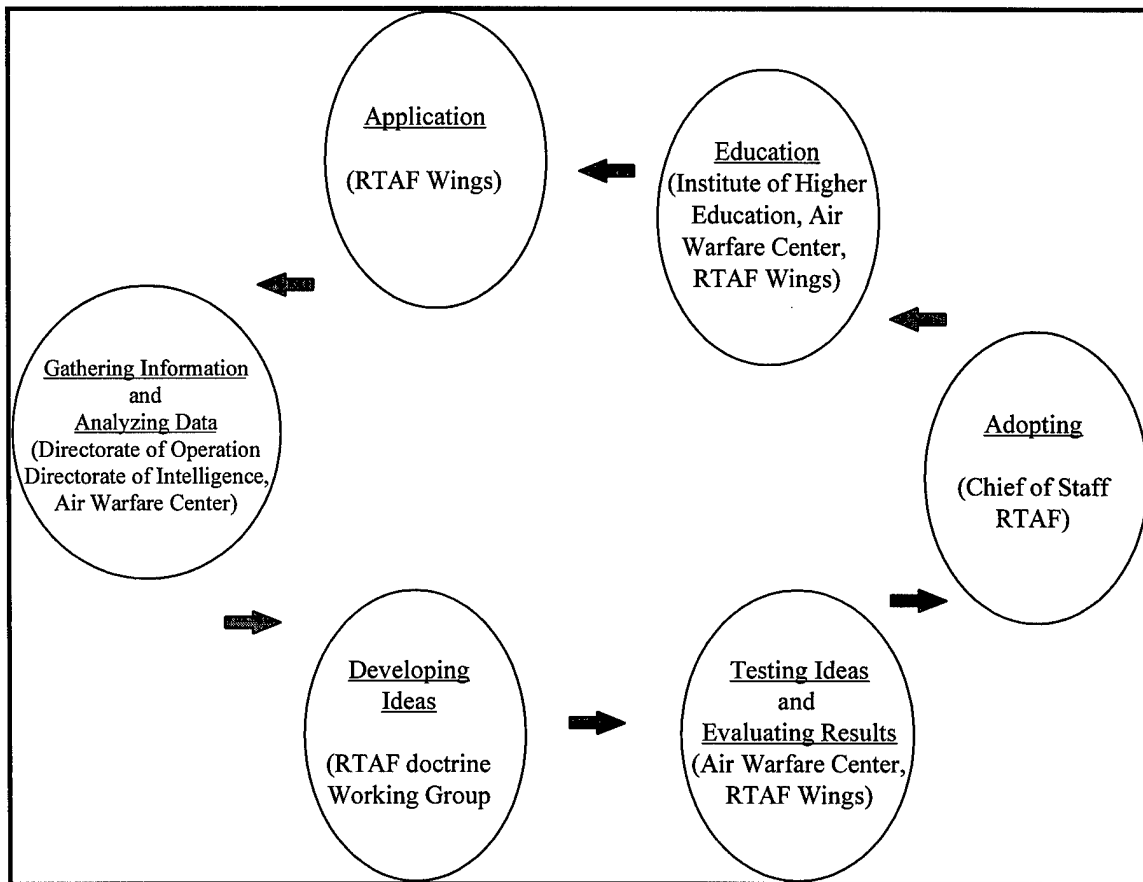 Application
(RTAF Wings)
Education
(Institute of Higher
Education, Air
Warfare Center,
RTAF Wings)
Gathering Information
and
Analyzing Data
(Directorate of Operation
Directorate of Intelligence,
Air Warfare Center)
Adopting
(Chief of Staff
RTAF)
Developing
Ideas
(RTAF doctrine
Working Group
Testing Ideas
and
Evaluating Results
(Air Warfare Center,
RTAF Wings)